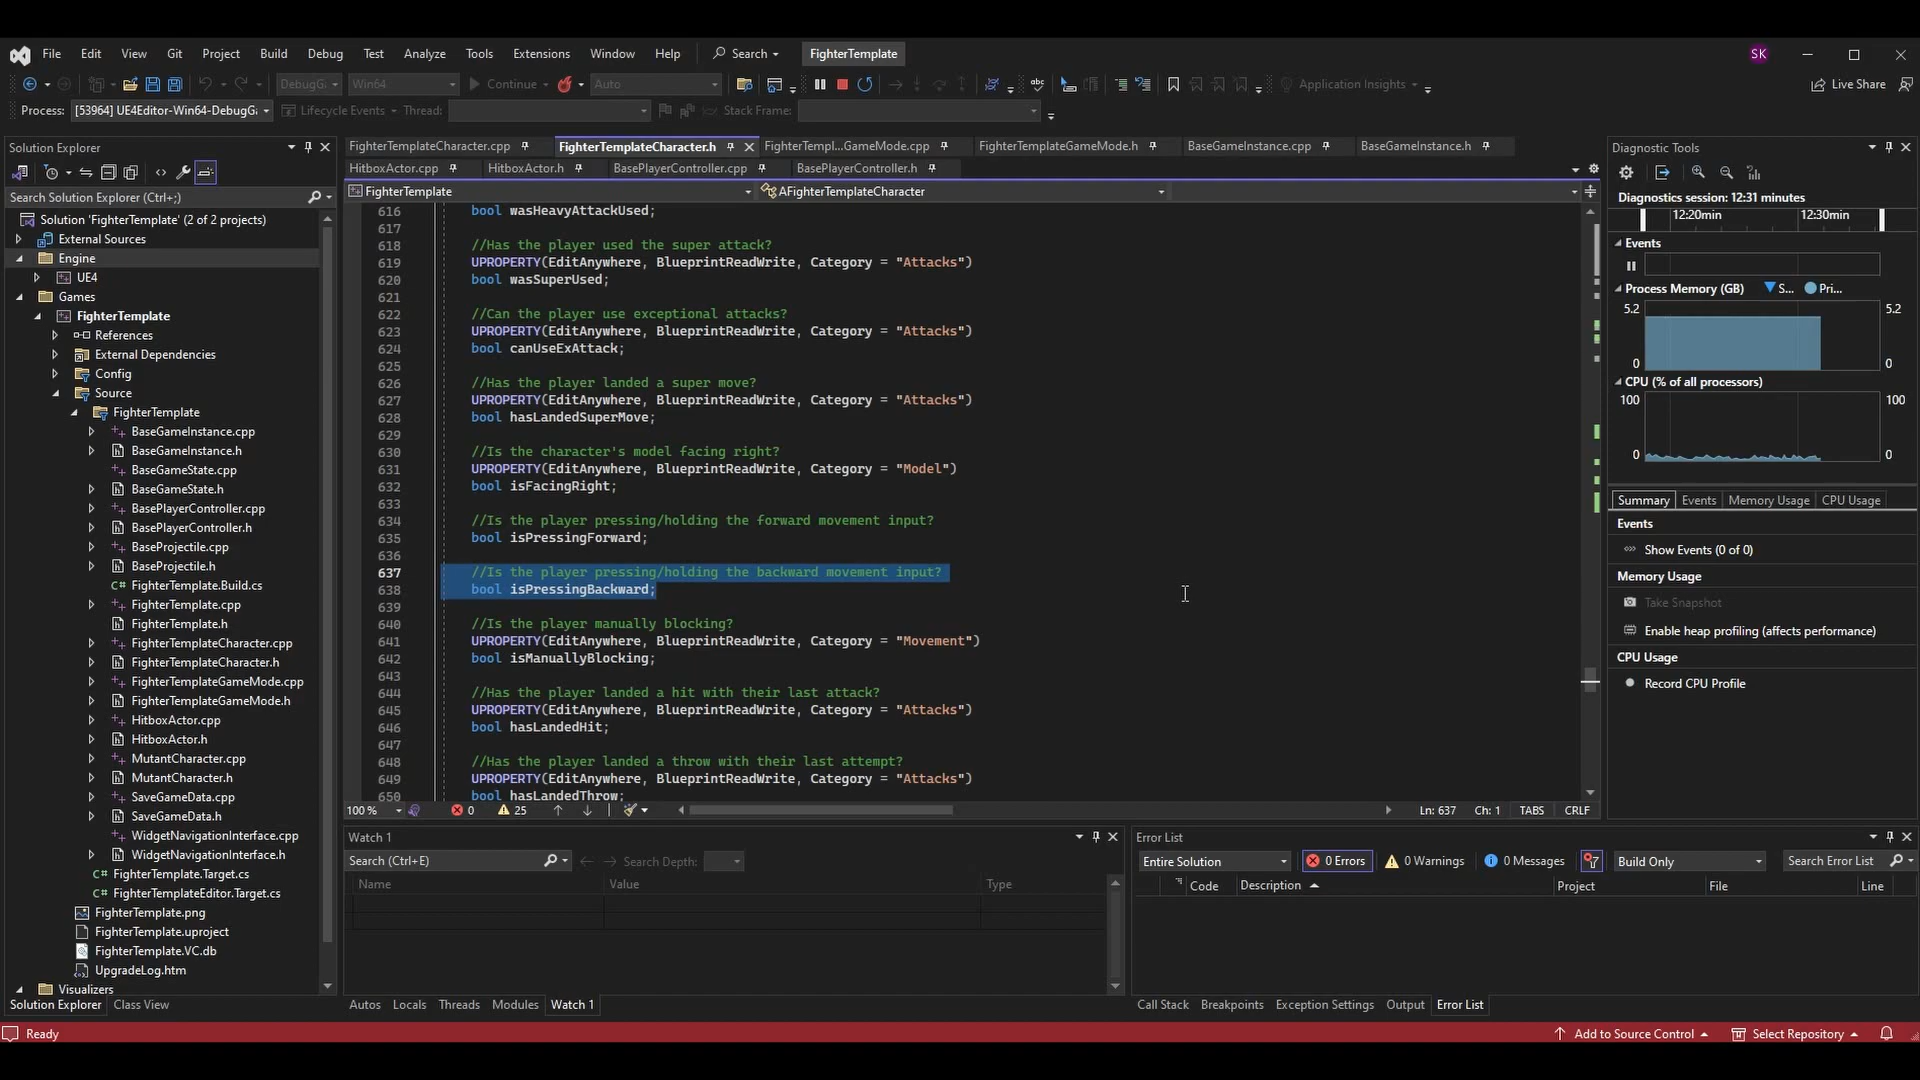 File Edit View Git Project Build Debug Test Analyze Tools Extensions Window Help Search FighterTemplate SK
DebugG Win64 Continue Auto Application Insights Live Share
Process: [53964] UE4Editor-Win64-DebugGa Lifecycle Events Thread: Stack Frame:
Solution Explorer
Search Solution Explorer (Ctrl+;)
Solution 'FighterTemplate' (2 of 2 projects)
External Sources
Engine
UE4
Games
FighterTemplate
References
External Dependencies
Config
Source
FighterTemplate
BaseGameInstance.cpp
BaseGameInstance.h
BaseGameState.cpp
BaseGameState.h
BasePlayerController.cpp
BasePlayerController.h
BaseProjectile.cpp
BaseProjectile.h
FighterTemplate.Build.cs
FighterTemplate.cpp
FighterTemplate.h
FighterTemplateCharacter.cpp
FighterTemplateCharacter.h
FighterTemplateGameMode.cpp
FighterTemplateGameMode.h
HitboxActor.cpp
HitboxActor.h
MutantCharacter.cpp
MutantCharacter.h
SaveGameData.cpp
SaveGameData.h
WidgetNavigationInterface.cpp
WidgetNavigationInterface.h
FighterTemplate.Target.cs
FighterTemplateEditor.Target.cs
FighterTemplate.png
FighterTemplate.uproject
FighterTemplate.VC.db
UpgradeLog.htm
Visualizers
Solution Explorer Class View
FighterTemplateCharacter.cpp FighterTemplateCharacter.h FighterTempl...GameMode.cpp FighterTemplateGameMode.h BaseGameInstance.cpp BaseGameInstance.h
HitboxActor.cpp HitboxActor.h BasePlayerController.cpp BasePlayerController.h
FighterTemplate AFighterTemplateCharacter
616 bool wasHeavyAttackUsed;
617
618 //Has the player used the super attack?
619 UPROPERTY(EditAnywhere, BlueprintReadWrite, Category = "Attacks")
620 bool wasSuperUsed;
621
622 //Can the player use exceptional attacks?
623 UPROPERTY(EditAnywhere, BlueprintReadWrite, Category = "Attacks")
624 bool canUseExAttack;
625
626 //Has the player landed a super move?
627 UPROPERTY(EditAnywhere, BlueprintReadWrite, Category = "Attacks")
628 bool hasLandedSuperMove;
629
630 //Is the character's model facing right?
631 UPROPERTY(EditAnywhere, BlueprintReadWrite, Category = "Model")
632 bool isFacingRight;
633
634 //Is the player pressing/holding the forward movement input?
635 bool isPressingForward;
636
637 //Is the player pressing/holding the backward movement input?
638 bool isPressingBackward;
639
640 //Is the player manually blocking?
641 UPROPERTY(EditAnywhere, BlueprintReadWrite, Category = "Movement")
642 bool isManuallyBlocking;
643
644 //Has the player landed a hit with their last attack?
645 UPROPERTY(EditAnywhere, BlueprintReadWrite, Category = "Attacks")
646 bool hasLandedHit;
647
648 //Has the player landed a throw with their last attempt?
649 UPROPERTY(EditAnywhere, BlueprintReadWrite, Category = "Attacks")
650 bool hasLandedThrow;
100 % 0 25 Ln: 637 Ch: 1 TABS CRLF
Watch 1
Search (Ctrl+E) Search Depth:
Name Value Type
Autos Locals Threads Modules Watch 1
Error List
Entire Solution 0 Errors 0 Warnings 0 Messages Build Only Search Error List
Code Description Project File Line
Call Stack Breakpoints Exception Settings Output Error List
Diagnostic Tools
Diagnostics session: 12:31 minutes
12:20min 12:30min
Events
Process Memory (GB) S... Pri...
5.2 5.2
0 0
CPU (% of all processors)
100 100
0 0
Summary Events Memory Usage CPU Usage
Events
Show Events (0 of 0)
Memory Usage
Take Snapshot
Enable heap profiling (affects performance)
CPU Usage
Record CPU Profile
Ready Add to Source Control Select Repository